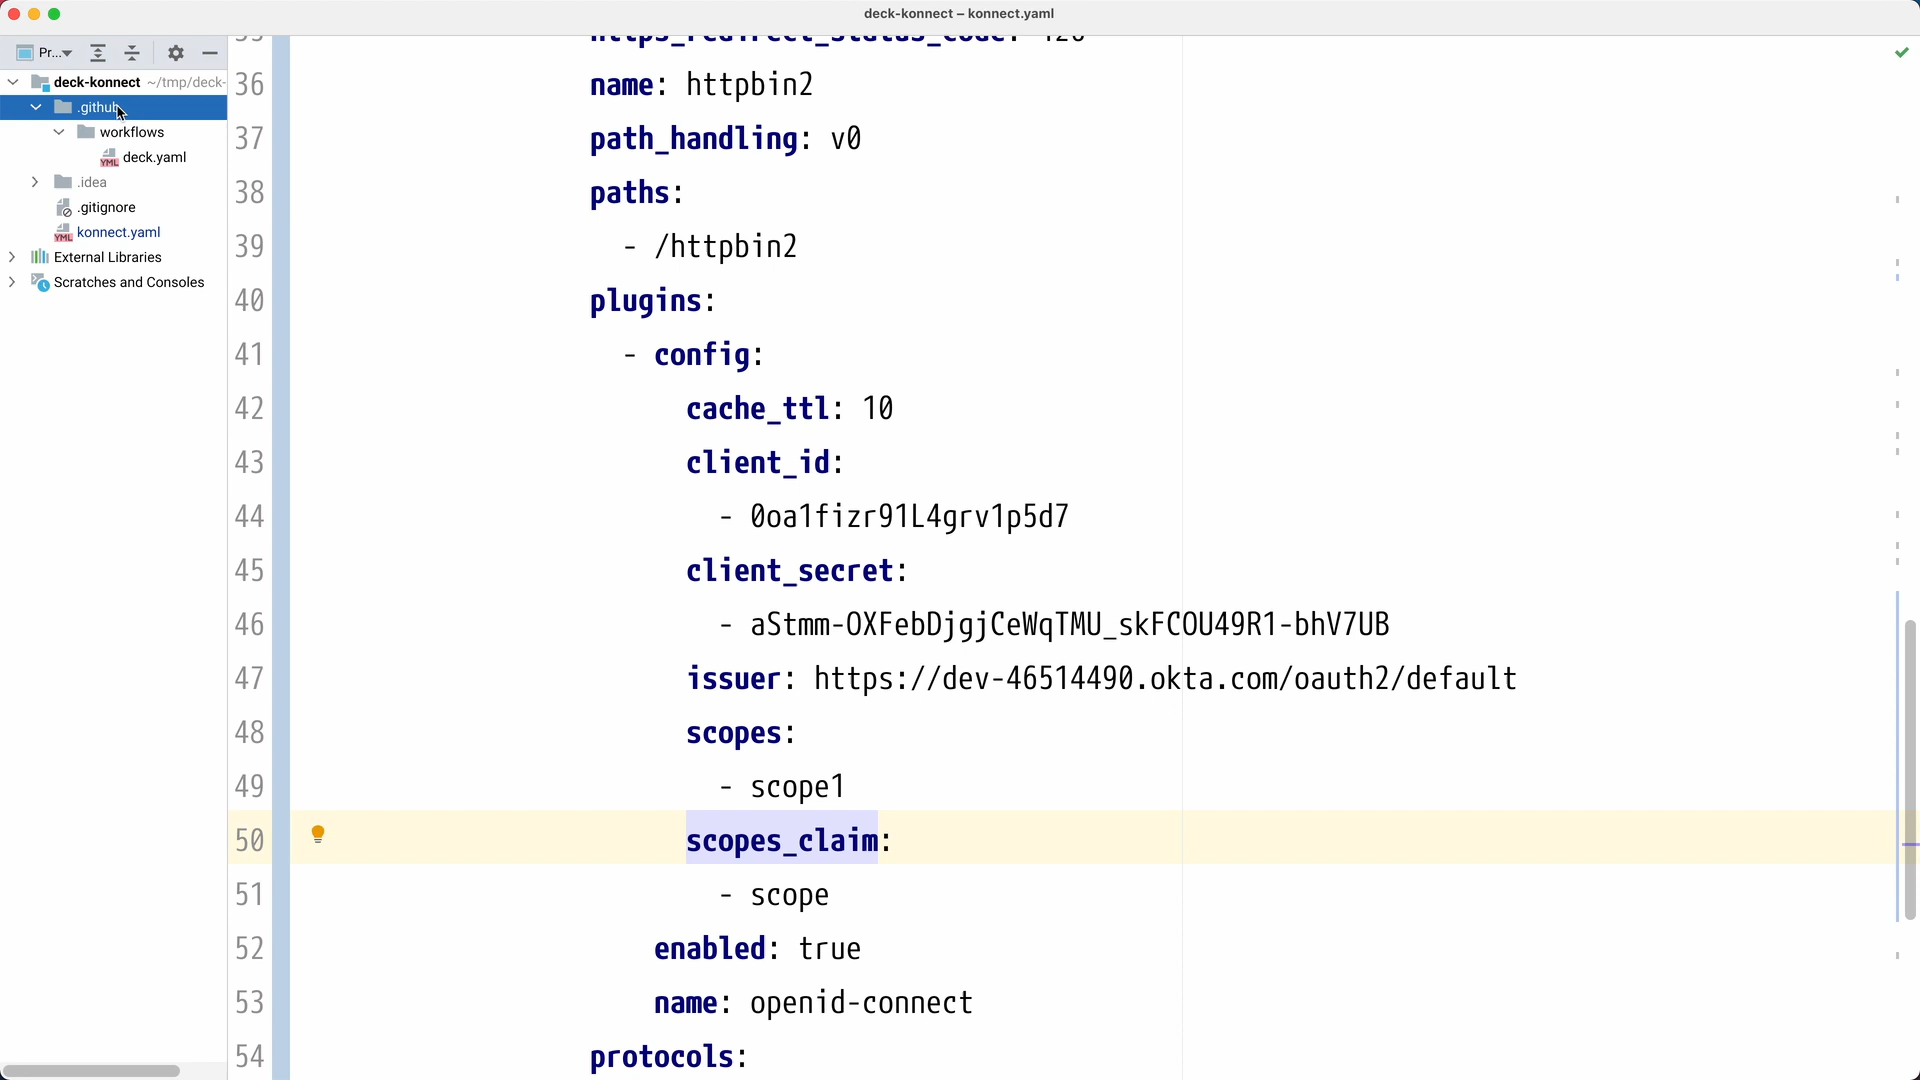 deck-konnect – konnect.yaml
Pr...
deck-konnect ~/tmp/deck-
.github
workflows
deck.yaml
.idea
.gitignore
konnect.yaml
External Libraries
Scratches and Consoles
36 name: httpbin2
37 path_handling: v0
38 paths:
39 - /httpbin2
40 plugins:
41 - config:
42 cache_ttl: 10
43 client_id:
44 - 0oa1fizr91L4grv1p5d7
45 client_secret:
46 - aStmm-OXFebDjgjCeWqTMU_skFCOU49R1-bhV7UB
47 issuer: https://dev-46514490.okta.com/oauth2/default
48 scopes:
49 - scope1
50 scopes_claim:
51 - scope
52 enabled: true
53 name: openid-connect
54 protocols: